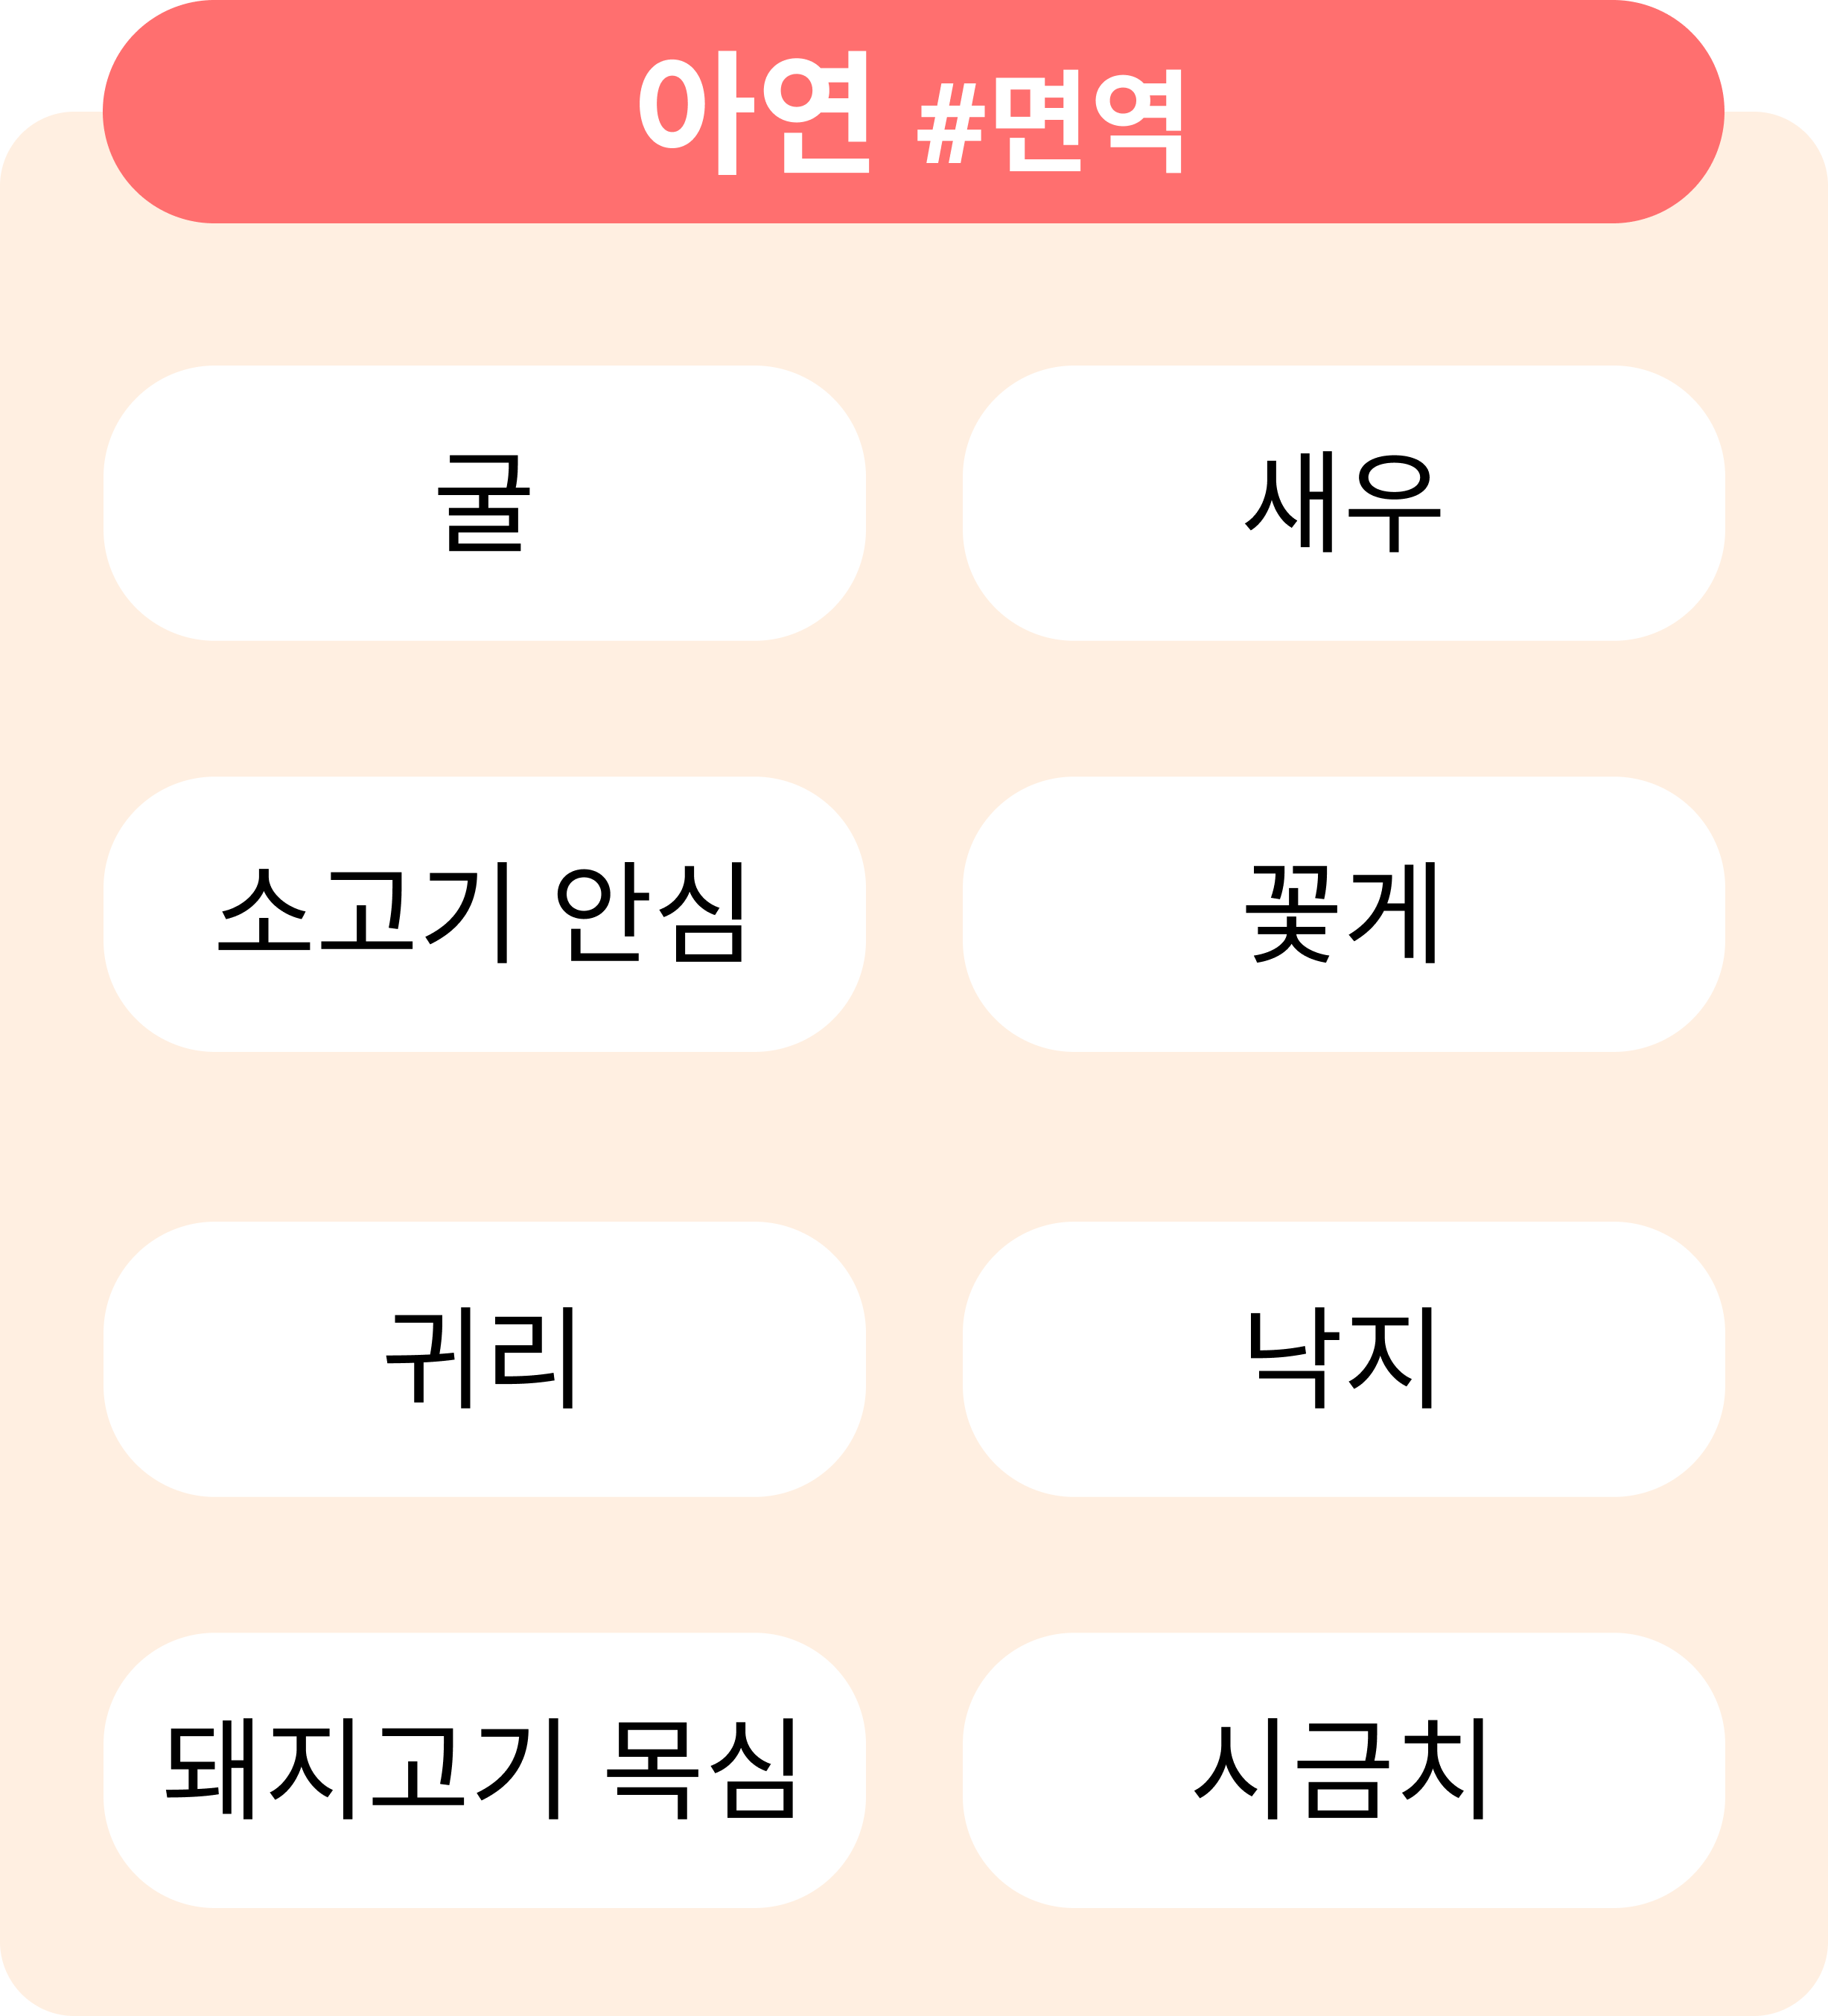 아연 #면역
굴
새우
소고기 안심
꽃게
귀리
낙지
돼지고기 목심
시금치